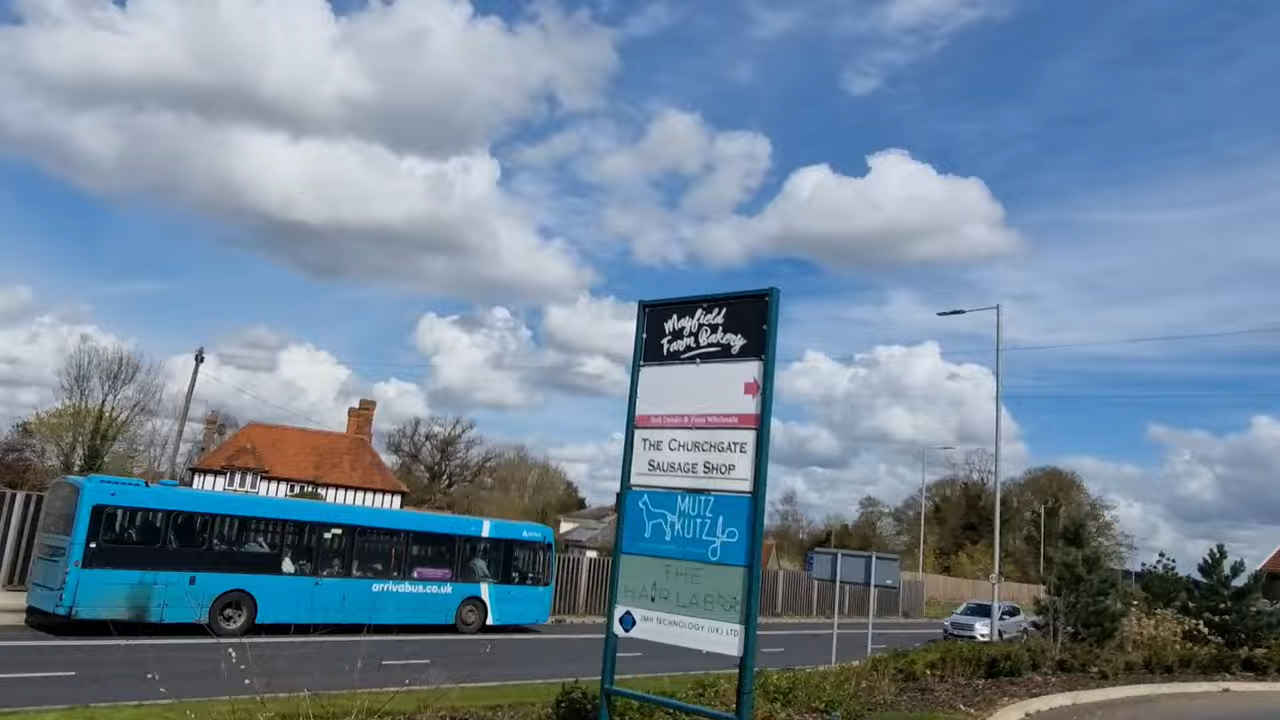 Mayfield
Farm Bakery
THE CHURCHGATE
SAUSAGE SHOP
MUTZ
KUTZ
THE
HAIR LAB
JMH TECHNOLOGY (UK) LTD
arrivabus.co.uk